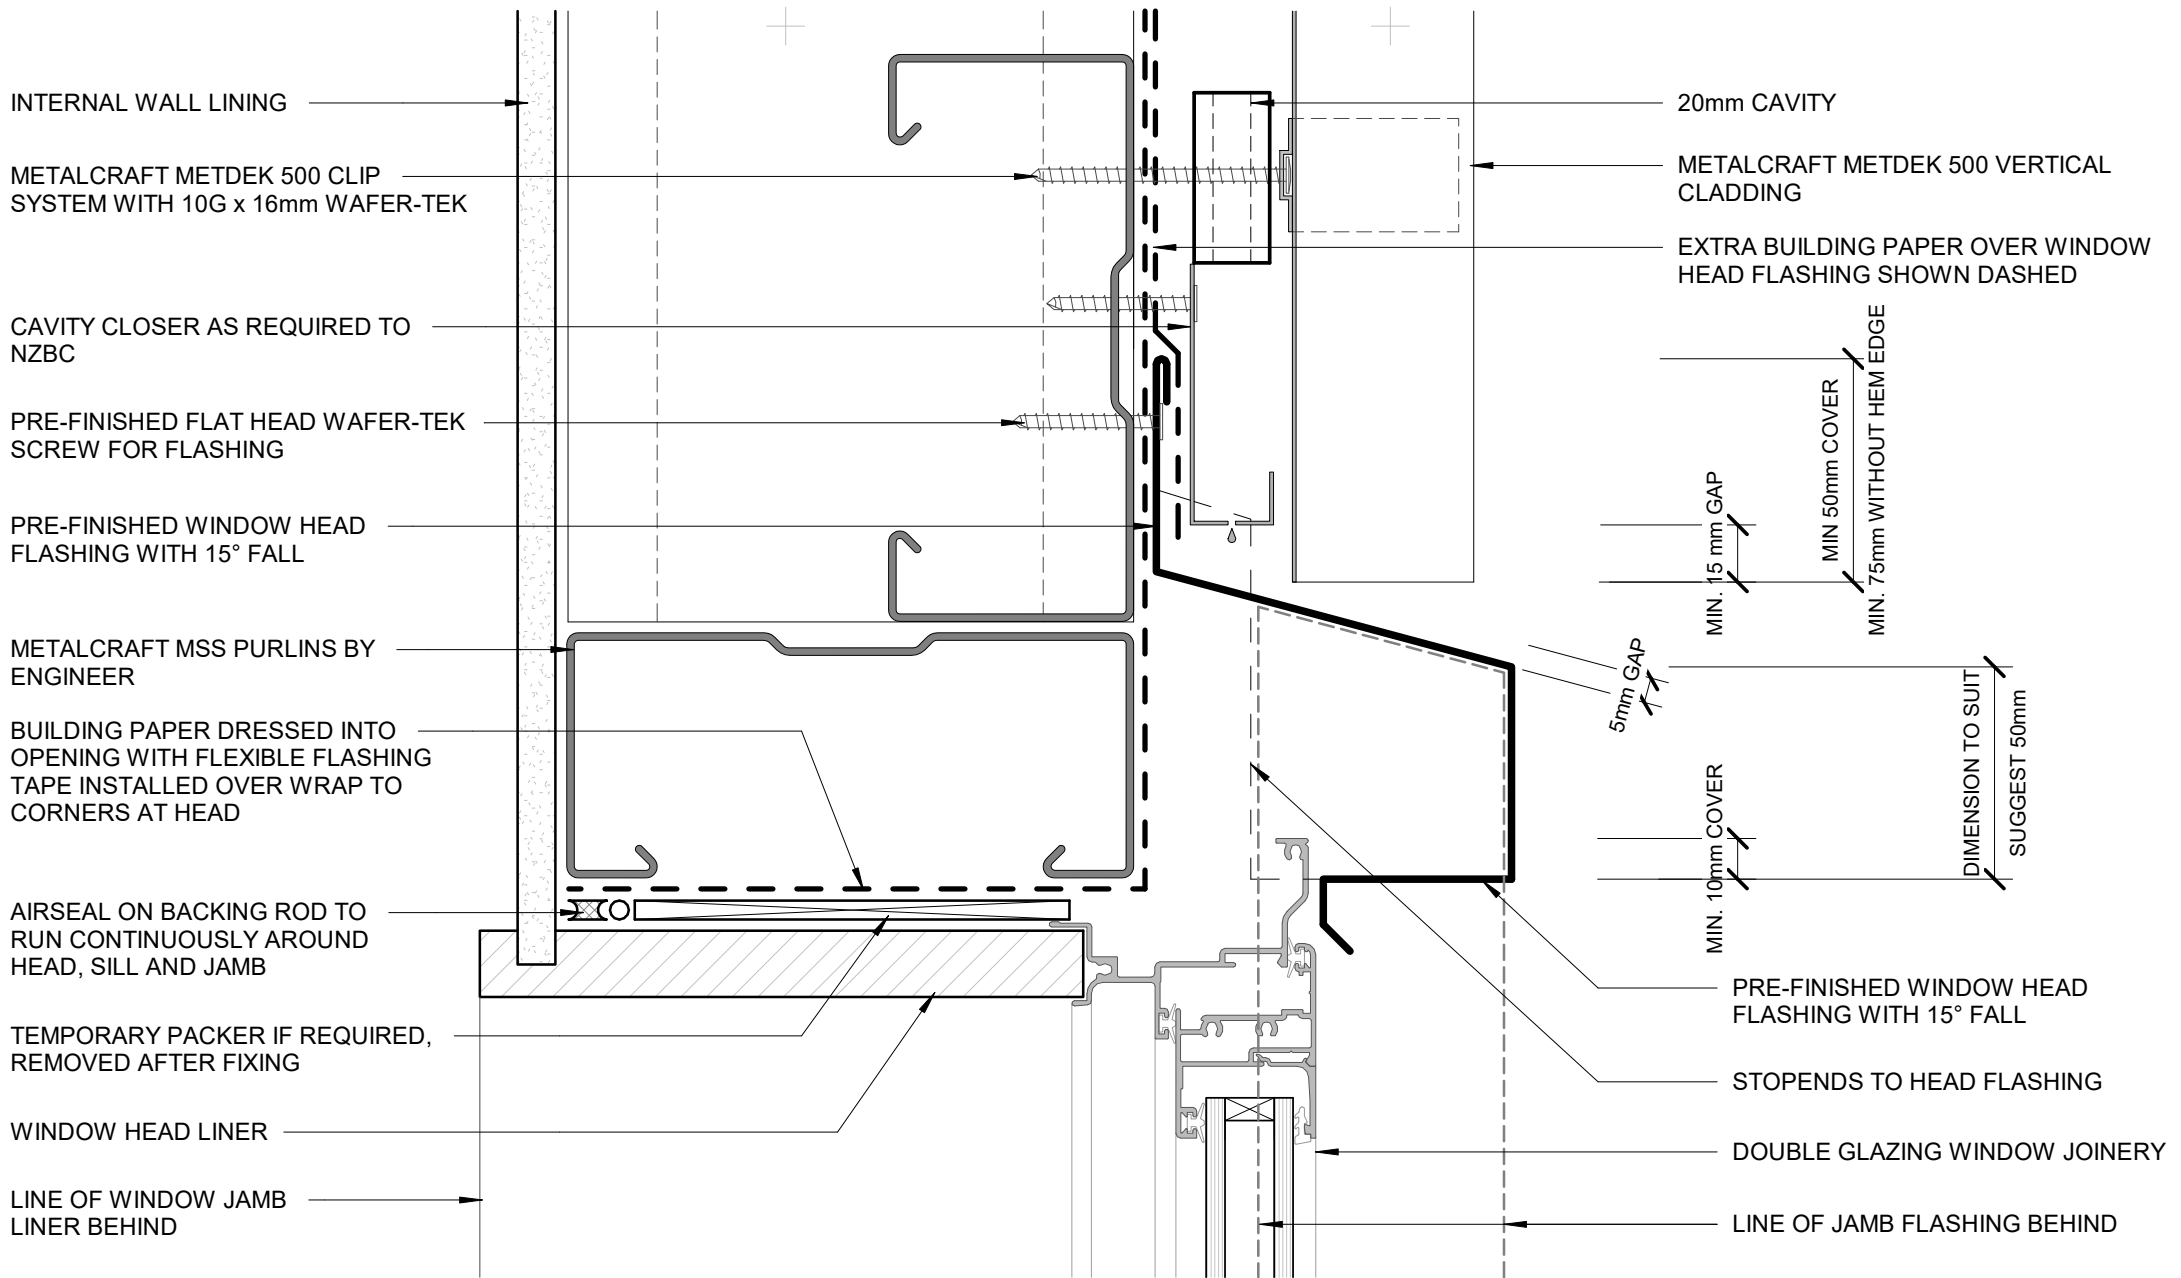 INTERNAL WALL LINING
METALCRAFT METDEK 500 CLIP
SYSTEM WITH 10G x 16mm WAFER-TEK
CAVITY CLOSER AS REQUIRED TO
NZBC
PRE-FINISHED FLAT HEAD WAFER-TEK
SCREW FOR FLASHING
PRE-FINISHED WINDOW HEAD
FLASHING WITH 15° FALL
METALCRAFT MSS PURLINS BY
ENGINEER
BUILDING PAPER DRESSED INTO
OPENING WITH FLEXIBLE FLASHING
TAPE INSTALLED OVER WRAP TO
CORNERS AT HEAD
AIRSEAL ON BACKING ROD TO
RUN CONTINUOUSLY AROUND
HEAD, SILL AND JAMB
TEMPORARY PACKER IF REQUIRED,
REMOVED AFTER FIXING
WINDOW HEAD LINER
LINE OF WINDOW JAMB
LINER BEHIND
20mm CAVITY
METALCRAFT METDEK 500 VERTICAL
CLADDING
EXTRA BUILDING PAPER OVER WINDOW
HEAD FLASHING SHOWN DASHED
MIN. 15 mm GAP
MIN 50mm COVER
MIN. 75mm WITHOUT HEM EDGE
5mm GAP
MIN. 10mm COVER
DIMENSION TO SUIT
SUGGEST 50mm
PRE-FINISHED WINDOW HEAD
FLASHING WITH 15° FALL
STOPENDS TO HEAD FLASHING
DOUBLE GLAZING WINDOW JOINERY
LINE OF JAMB FLASHING BEHIND